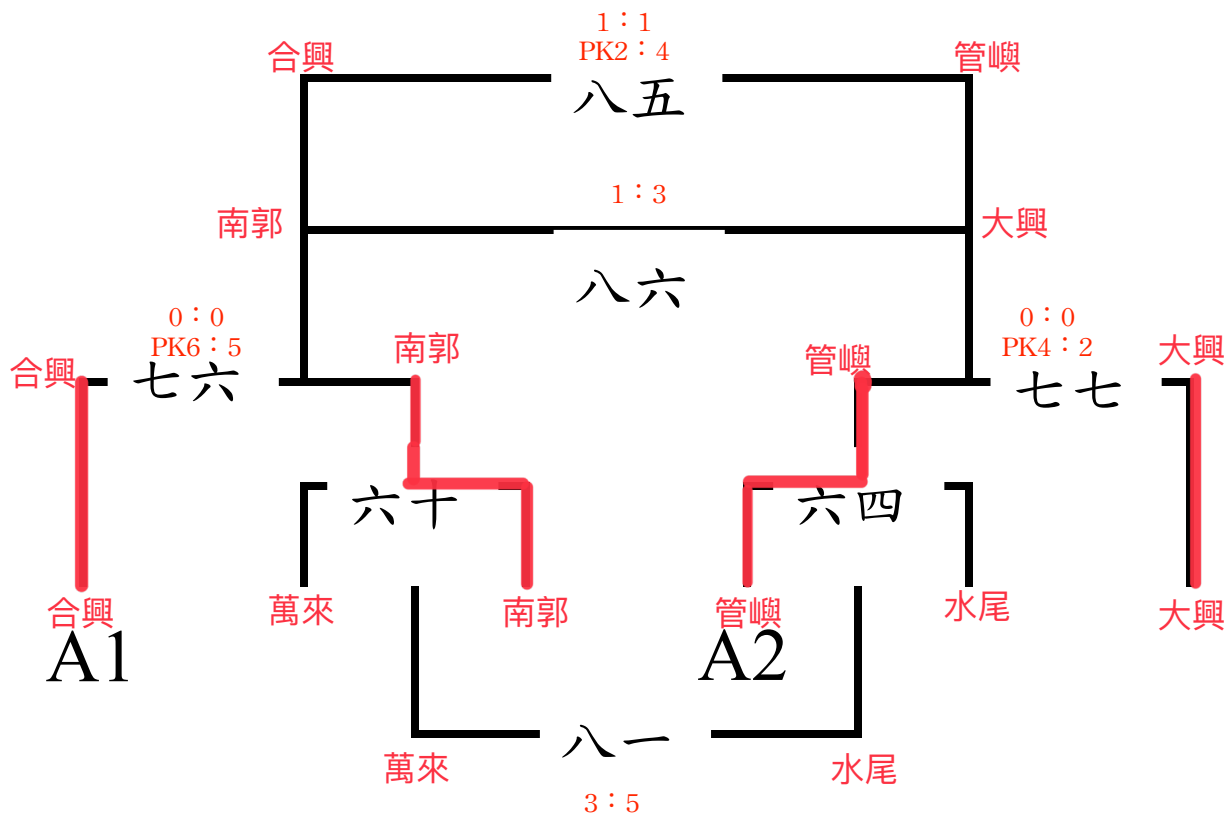 1：1
PK2：4
合興
管嶼
八五
1：3
南郭
大興
八六
0：0
PK6：5
0：0
PK4：2
合興
七六
南郭
管嶼
七七
大興
六十
六四
合興
萬來
南郭
管嶼
水尾
大興
A1
A2
八一
萬來
水尾
3：5